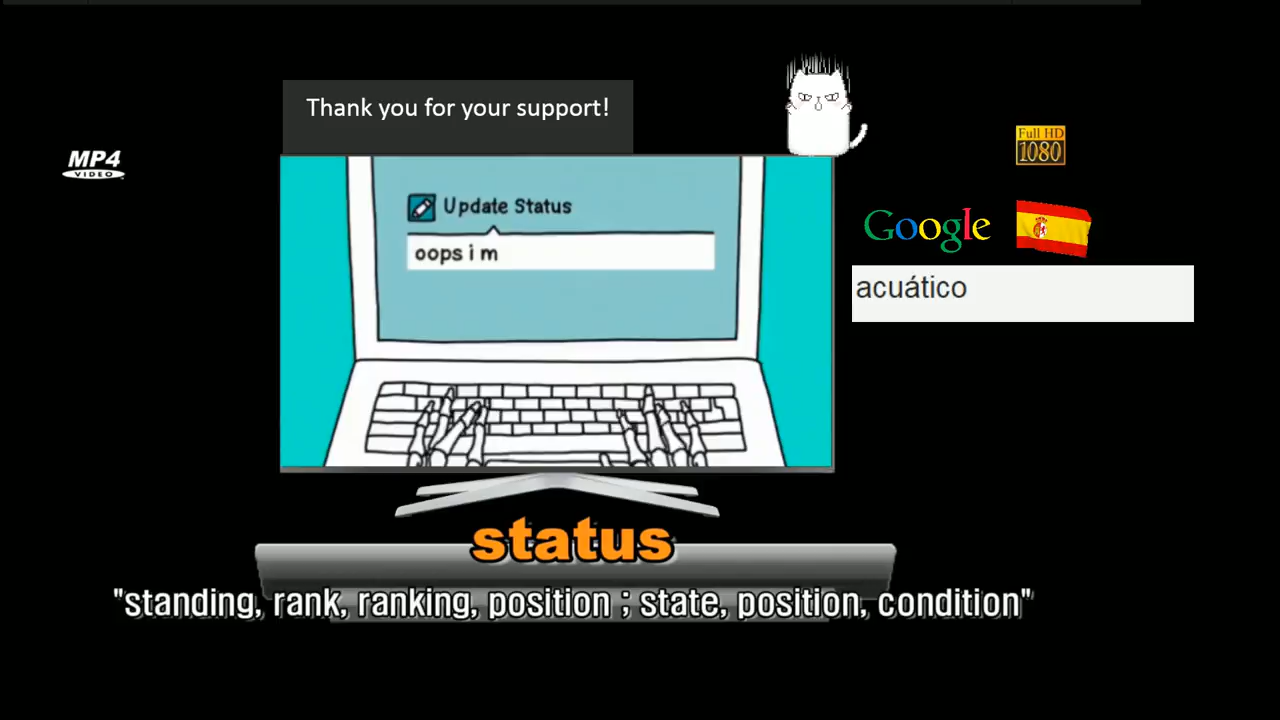 Thank you for your support!
MP4
VIDEO
Full HD
1080
Update Status
oops i m
Google
acuático
status
"standing, rank, ranking, position ; state, position, condition"